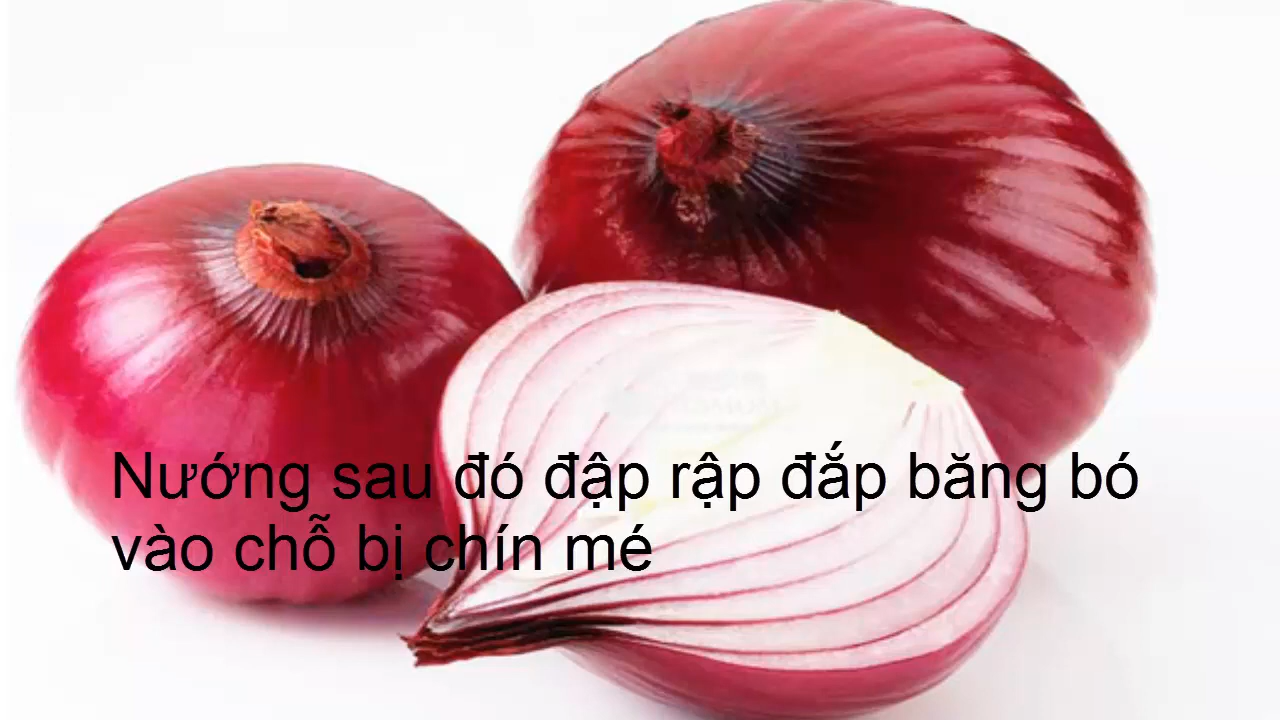 Nướng sau đó đập rập đắp băng bó
vào chỗ bị chín mé